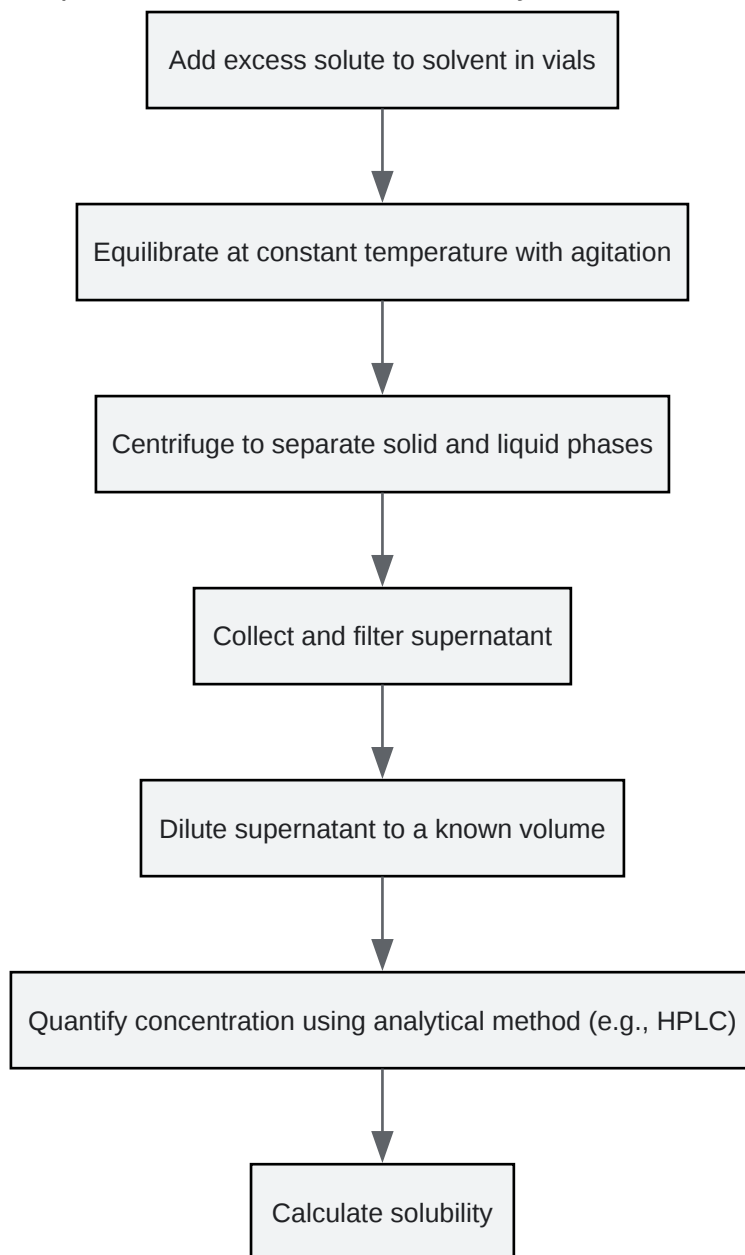 Add excess solute to solvent in vials
Equilibrate at constant temperature with agitation
Centrifuge to separate solid and liquid phases
Collect and filter supernatant
Dilute supernatant to a known volume
Quantify concentration using analytical method (e.g., HPLC)
Calculate solubility